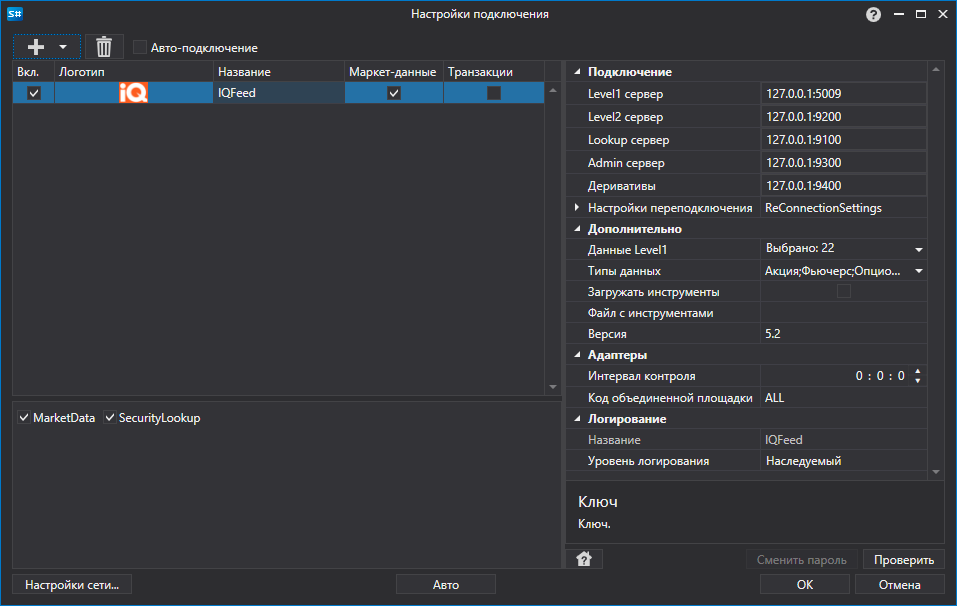 S#
Настройки подключения
?
Авто-подключение
Вкл. Логотип Название Маркет-данные Транзакции
iQ IQFeed
MarketData SecurityLookup
Подключение
Level1 сервер 127.0.0.1:5009
Level2 сервер 127.0.0.1:9200
Lookup сервер 127.0.0.1:9100
Admin сервер 127.0.0.1:9300
Деривативы 127.0.0.1:9400
Настройки переподключения ReConnectionSettings
Дополнительно
Данные Level1 Выбрано: 22
Типы данных Акция;Фьючерс;Опцио...
Загружать инструменты
Файл с инструментами
Версия 5.2
Адаптеры
Интервал контроля 0 : 0 : 0
Код объединенной площадки ALL
Логирование
Название IQFeed
Уровень логирования Наследуемый
Ключ
Ключ.
? Сменить пароль Проверить
Настройки сети... Авто OK Отмена